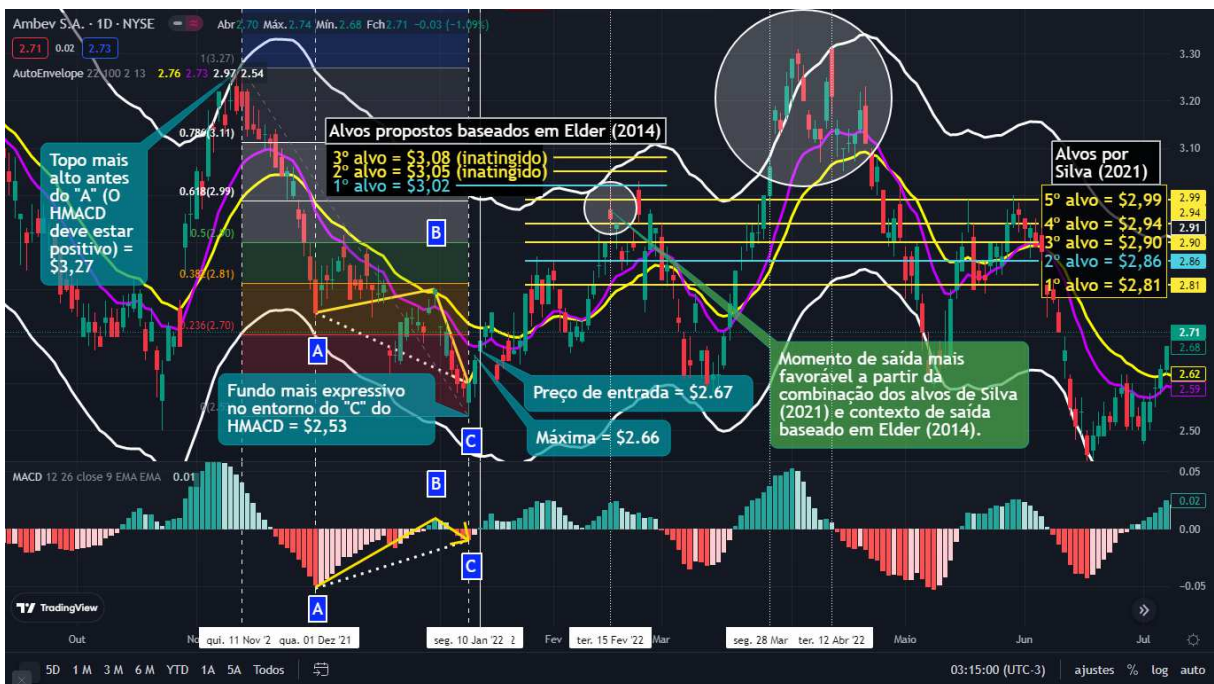 Ambev S.A. · 1D · NYSE
Abr2.70 Máx.2.74 Mín.2.68 Fch2.71 -0.03 (-1.09%)
2.71 0.02 2.73
AutoEnvelope 22 100 2 13 2.76 2.73 2.97 2.54
1(3.27)
0.786(3.11)
0.618(2.99)
0.382(2.81)
0.236(2.70)
Topo mais
alto antes
do "A" (O
HMACD
deve estar
positivo) =
$3,27
Alvos propostos baseados em Elder (2014)
3º alvo = $3,08 (inatingido)
2º alvo = $3,05 (inatingido)
1º alvo = $3,02
B
A
C
Fundo mais expressivo
no entorno do "C" do
HMACD = $2,53
Preço de entrada = $2.67
Máxima = $2.66
Momento de saída mais
favorável a partir da
combinação dos alvos de Silva
(2021) e contexto de saída
baseado em Elder (2014).
Alvos por
Silva (2021)
5º alvo = $2,99
4º alvo = $2,94
3º alvo = $2,90
2º alvo = $2,86
1º alvo = $2,81
3.30
3.20
3.10
2.99
2.94
2.91
2.90
2.86
2.81
2.71
2.68
2.62
2.59
2.50
MACD 12 26 close 9 EMA EMA 0.01
B
C
A
0.05
0.02
0.00
-0.05
TradingView
Out
qui. 11 Nov '2 qua. 01 Dez '21 seg. 10 Jan '22 2 Fev ter. 15 Fev '22 Mar seg. 28 Mar ter. 12 Abr '22 Maio Jun Jul
5D 1 M 3 M 6 M YTD 1A 5A Todos
03:15:00 (UTC-3) ajustes % log auto